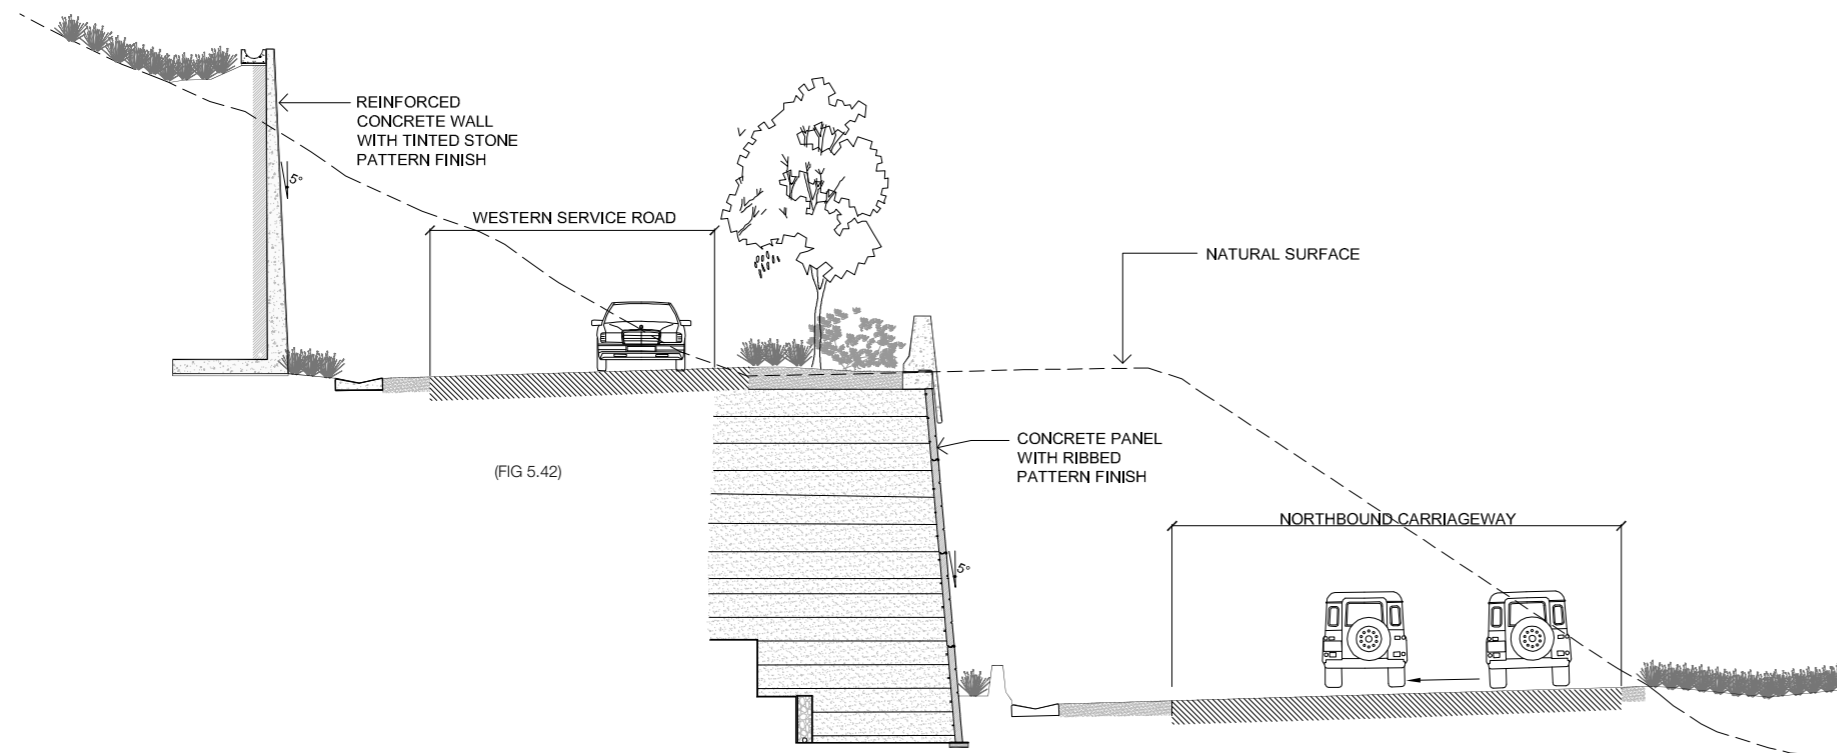 REINFORCED
CONCRETE WALL
WITH TINTED STONE
PATTERN FINISH
5°
WESTERN SERVICE ROAD
NATURAL SURFACE
CONCRETE PANEL
WITH RIBBED
PATTERN FINISH
(FIG 5.42)
NORTHBOUND CARRIAGEWAY
5°